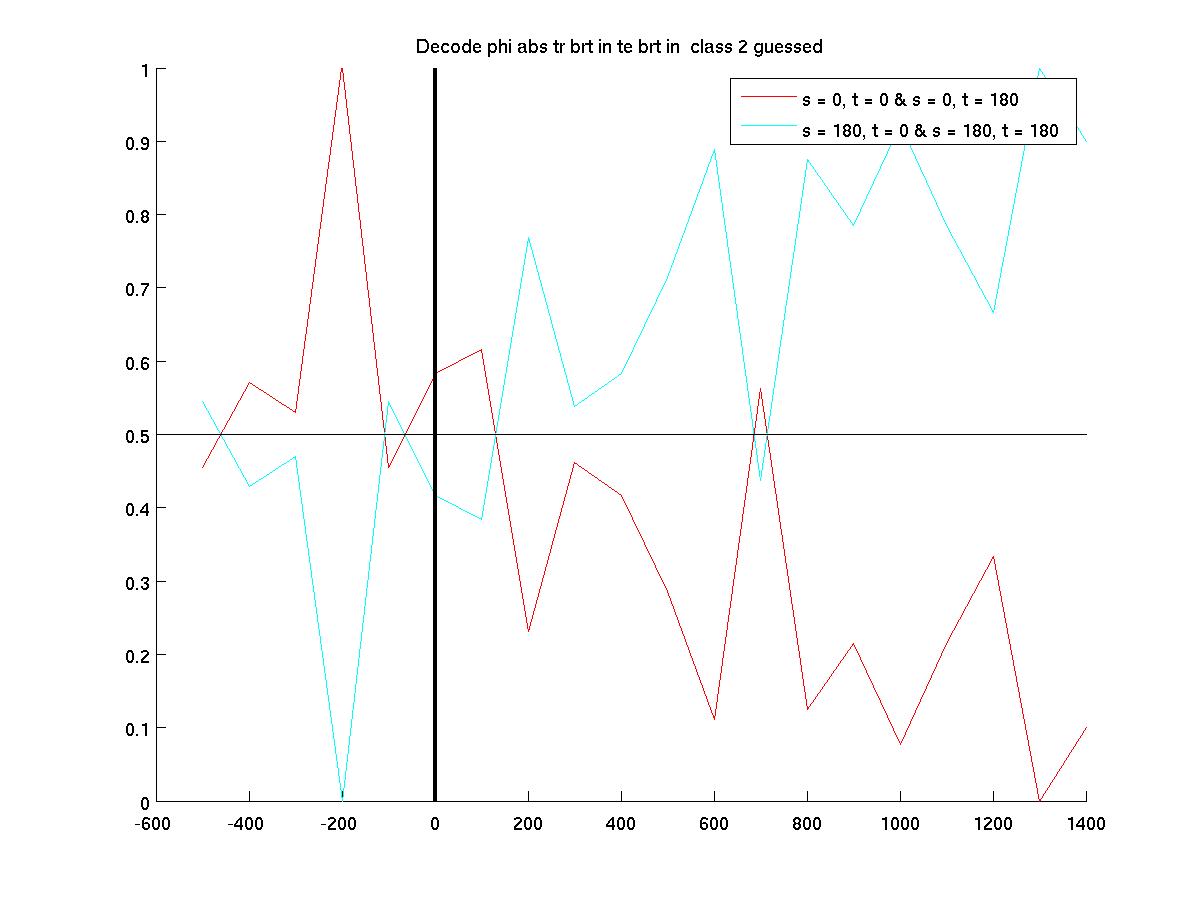 Decode phi abs tr brt in te brt in  class 2 guessed
s = 0, t = 0 & s = 0, t = 180
s = 180, t = 0 & s = 180, t = 180
1
0.9
0.8
0.7
0.6
0.5
0.4
0.3
0.2
0.1
0
-600 -400 -200 0 200 400 600 800 1000 1200 1400